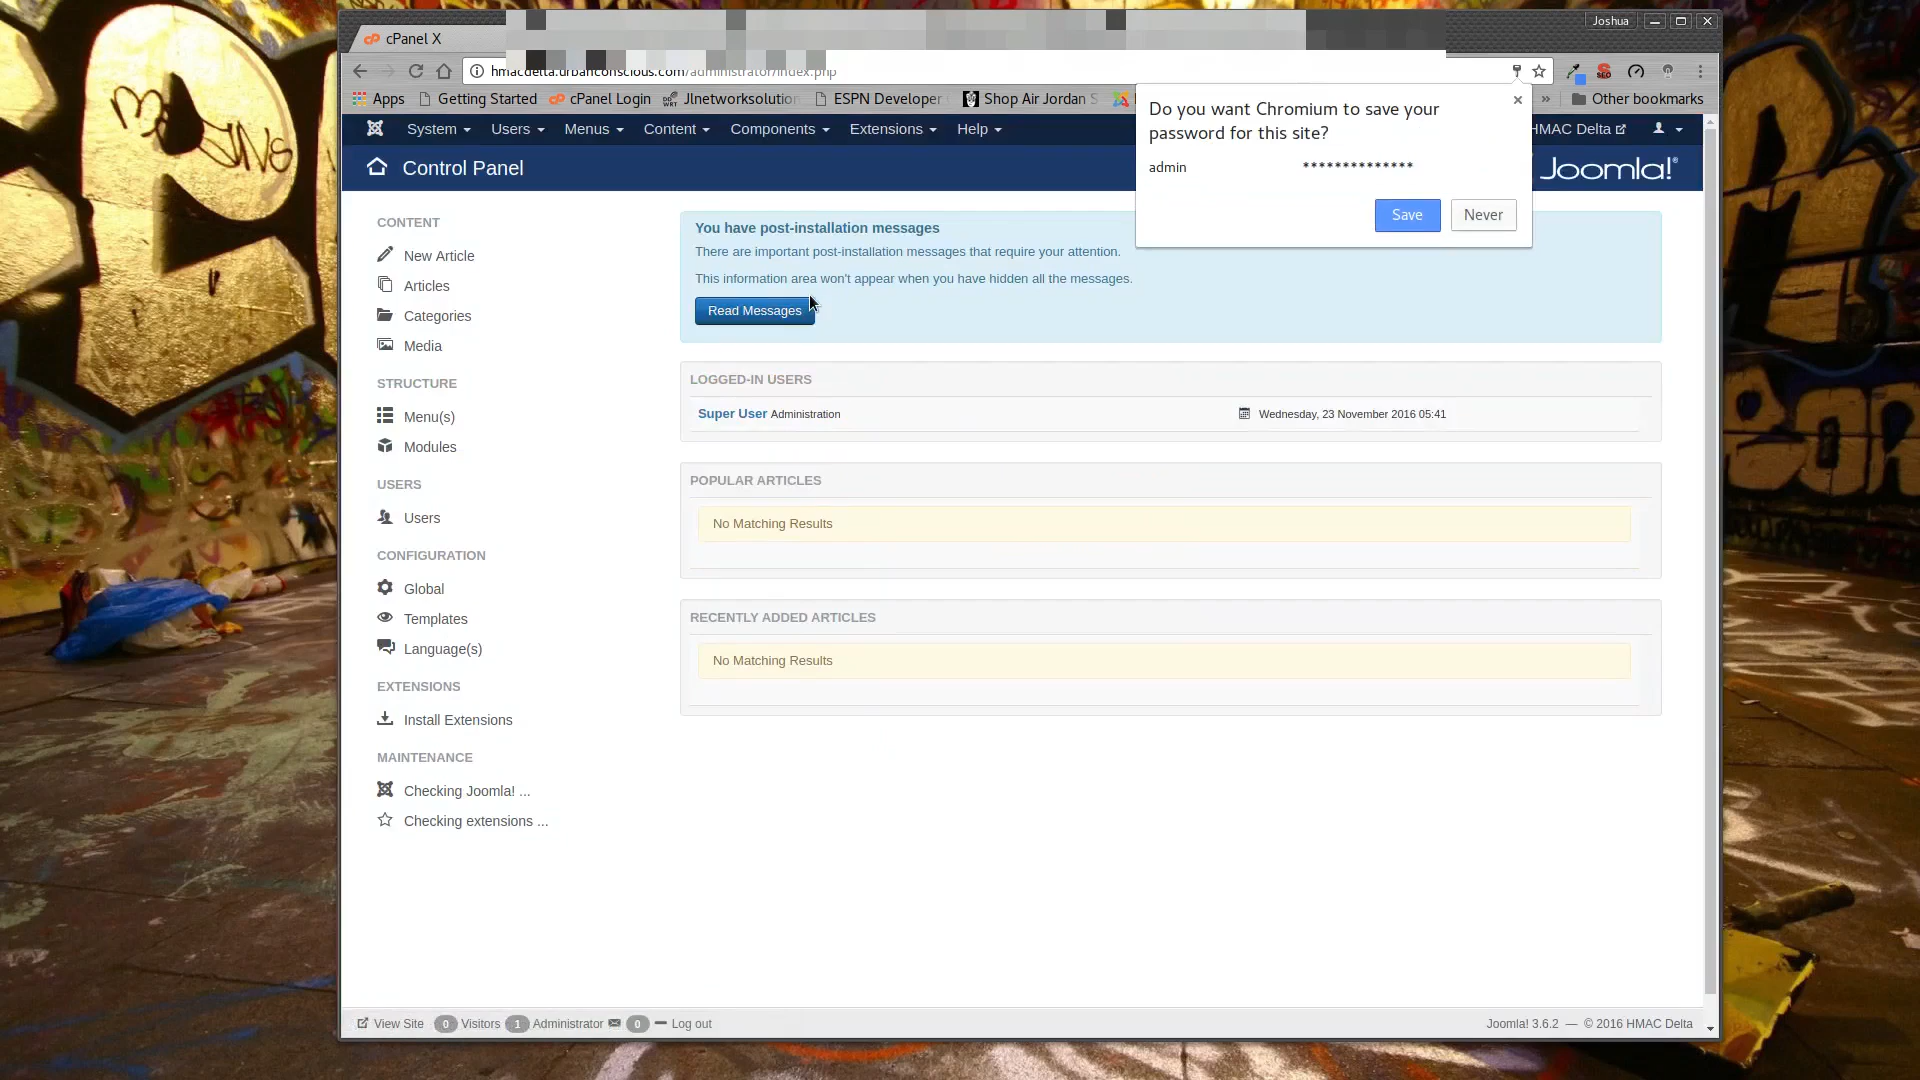 Joshua
cPanel X
hmacdelta.urbanconscious.com/administrator/index.php
Apps Getting Started cPanel Login Jlnetworksolution ESPN Developer Shop Air Jordan S » Other bookmarks
Do you want Chromium to save your
password for this site?
admin **************
Save Never
System Users Menus Content Components Extensions Help HMAC Delta
Control Panel
Joomla!®
CONTENT
New Article
Articles
Categories
Media
STRUCTURE
Menu(s)
Modules
USERS
Users
CONFIGURATION
Global
Templates
Language(s)
EXTENSIONS
Install Extensions
MAINTENANCE
Checking Joomla! ...
Checking extensions ...
You have post-installation messages
There are important post-installation messages that require your attention.
This information area won't appear when you have hidden all the messages.
Read Messages
LOGGED-IN USERS
Super User Administration Wednesday, 23 November 2016 05:41
POPULAR ARTICLES
No Matching Results
RECENTLY ADDED ARTICLES
No Matching Results
View Site 0 Visitors 1 Administrator 0 Log out
Joomla! 3.6.2 — © 2016 HMAC Delta